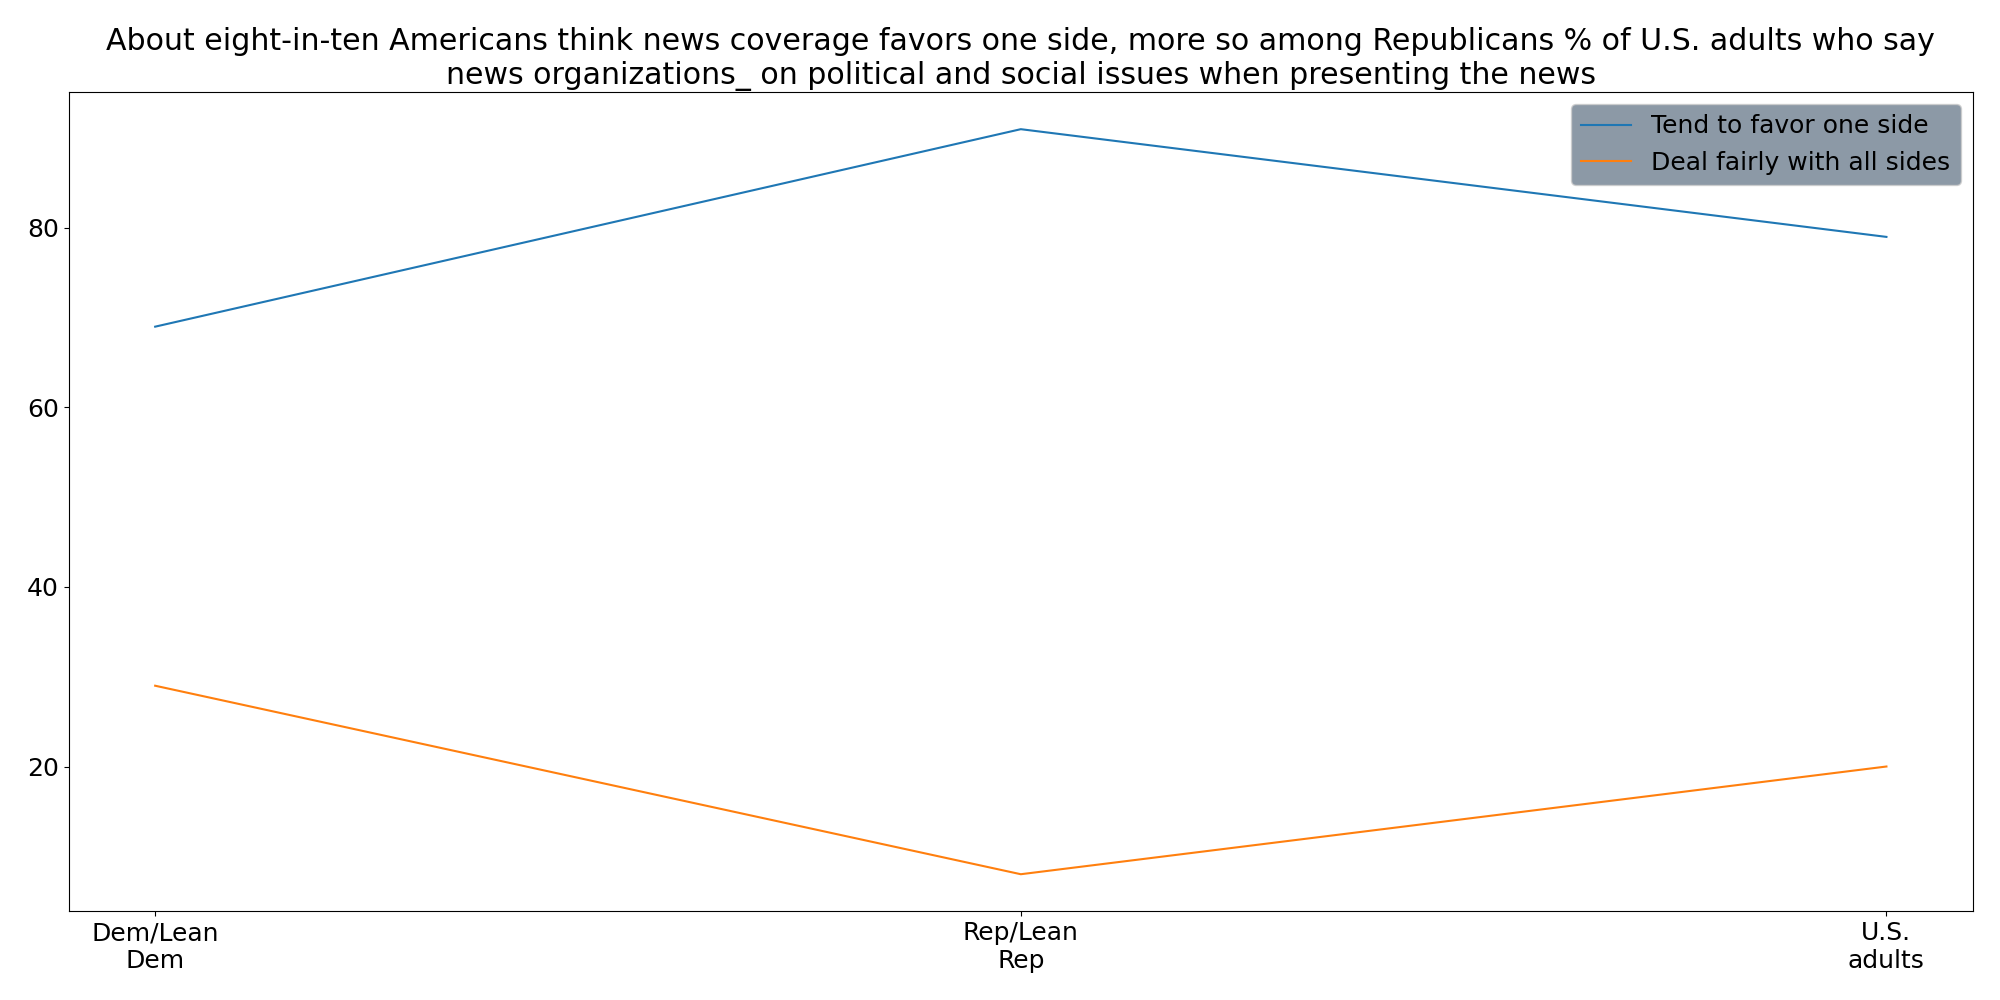 About eight-in-ten Americans think news coverage favors one side, more so among Republicans % of U.S. adults who say
news organizations_ on political and social issues when presenting the news
Tend to favor one side
Deal fairly with all sides
80
60
40
20
Dem/Lean
Dem
Rep/Lean
Rep
U.S.
adults